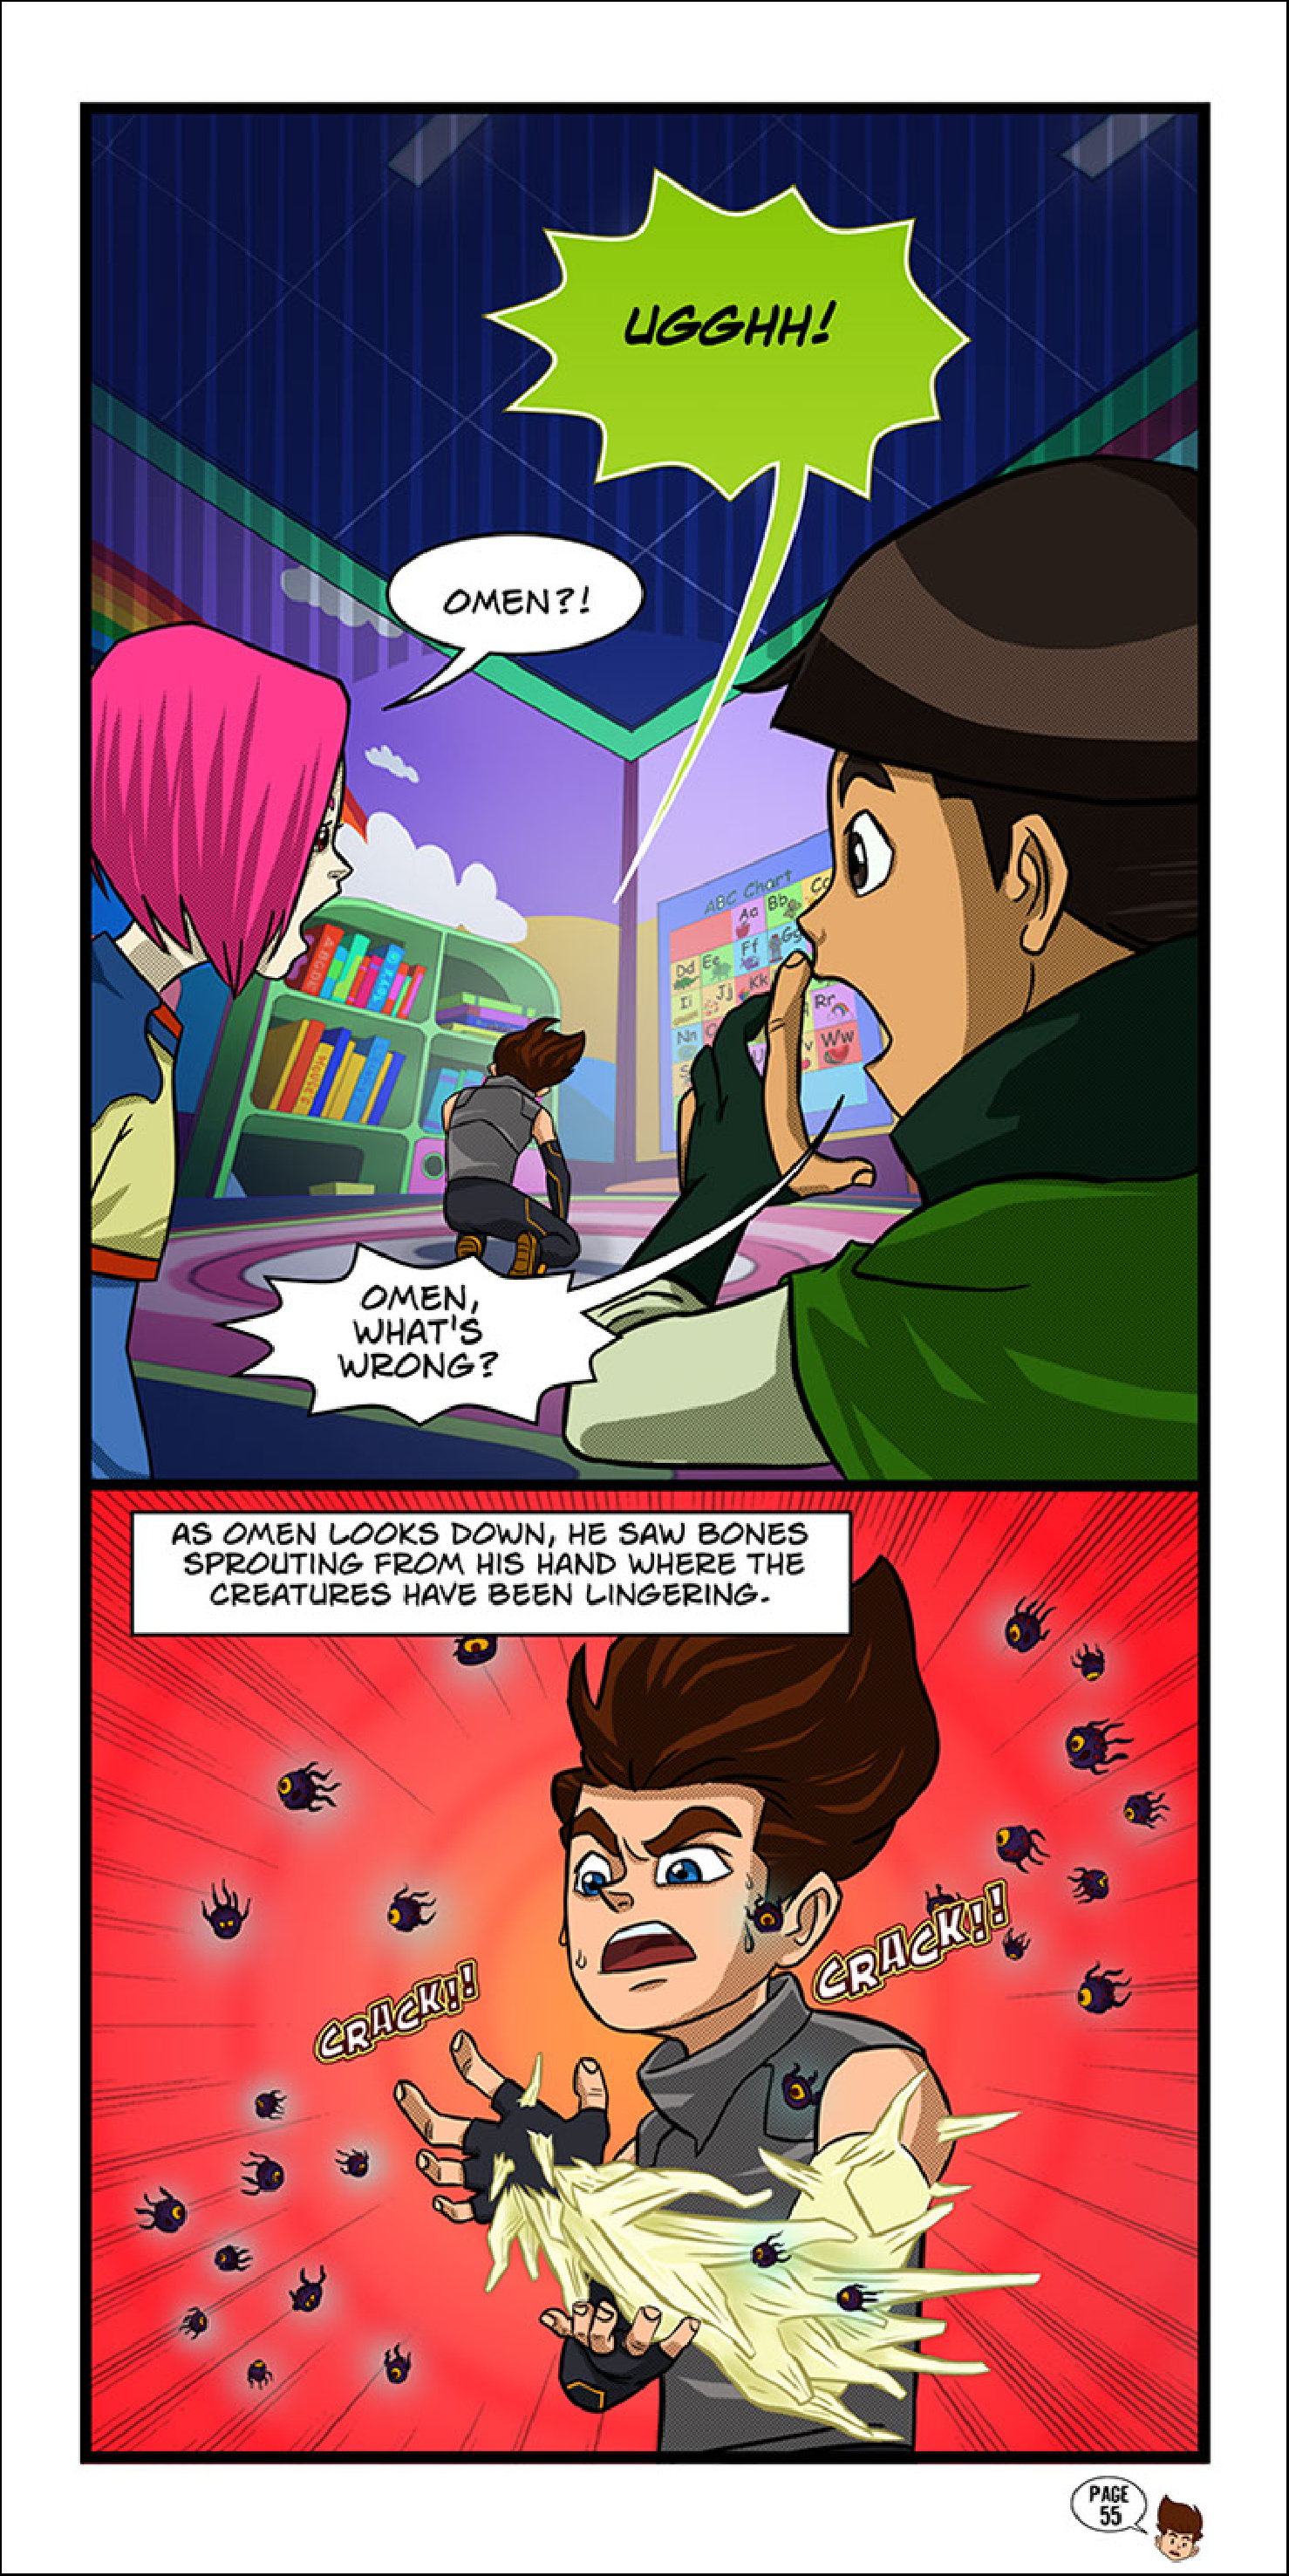 UGGHH!
OMEN?!
ABC Chart
Aa Bb Cc
Dd Ee Ff Gg
Ii Jj Kk
Rr
Nn
Ww
OMEN,
WHAT'S
WRONG?
AS OMEN LOOKS DOWN, HE SAW BONES
SPROUTING FROM HIS HAND WHERE THE
CREATURES HAVE BEEN LINGERING.
CRACK!!
CRACK!!
PAGE
55